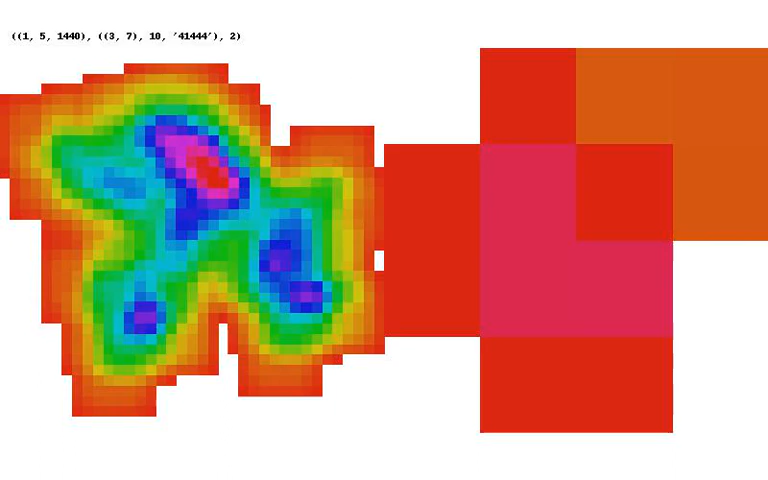 ((1, 5, 1440), ((3, 7), 10, '41444'), 2)